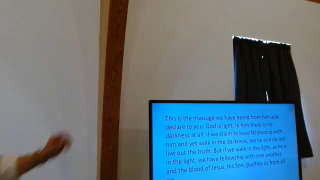 This is the message we have heard from him and
declare to you: God is light; in him there is no
darkness at all. If we claim to have fellowship with
him and yet walk in the darkness, we lie and do not
live out the truth. But if we walk in the light, as he is
in the light, we have fellowship with one another,
and the blood of Jesus, his Son, purifies us from all